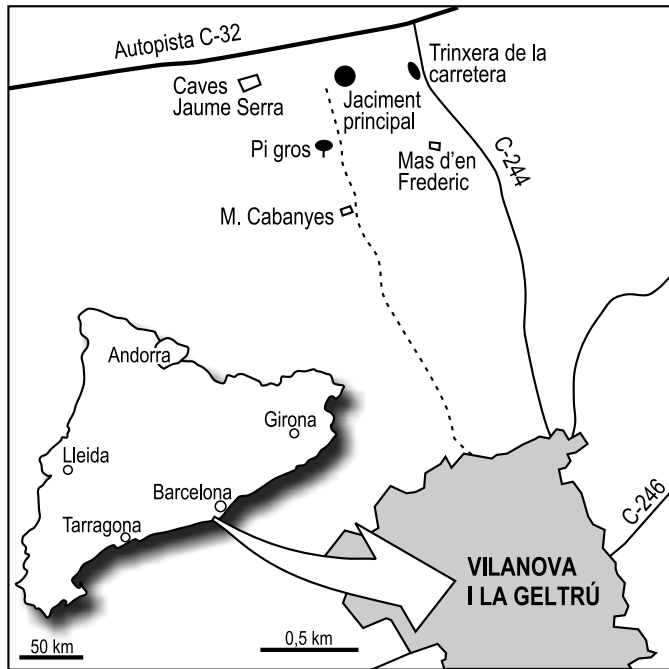 Autopista C-32
Trinxera de la
carretera
Caves
Jaume Serra
Jaciment
principal
Pi gros
Mas d'en
Frederic
C-244
M. Cabanyes
Andorra
Girona
Lleida
Barcelona
Tarragona
C-246
VILANOVA
I LA GELTRÚ
50 km
0,5 km